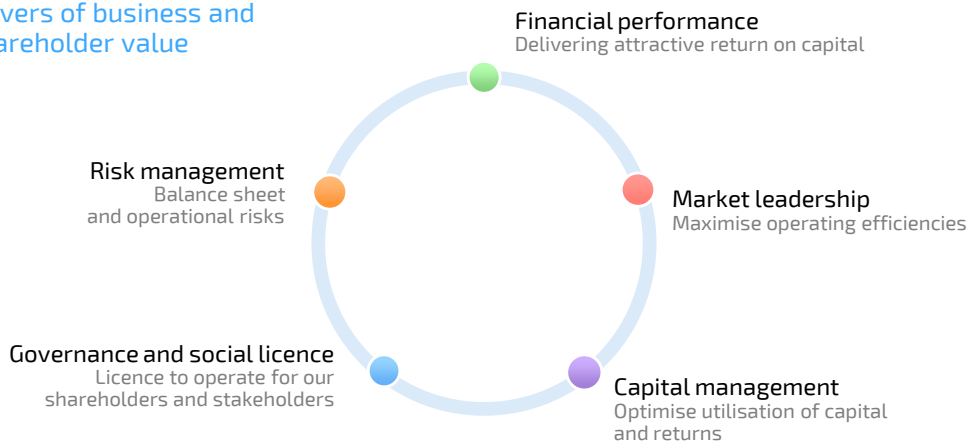 vers of business and
areholder value
Financial performance
Delivering attractive return on capital
Risk management
Balance sheet
and operational risks
Market leadership
Maximise operating efficiencies
Governance and social licence
Licence to operate for our
shareholders and stakeholders
Capital management
Optimise utilisation of capital
and returns